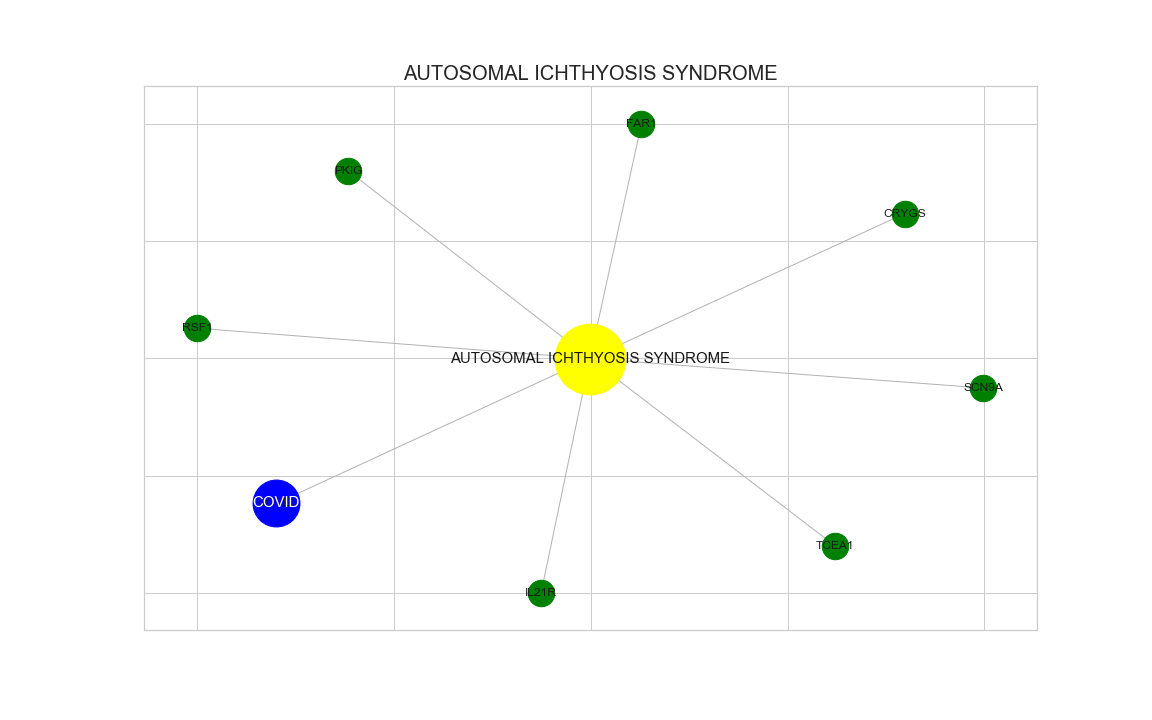 AUTOSOMAL ICHTHYOSIS SYNDROME
FAR1
PKIG
CRYGS
RSF1
AUTOSOMAL ICHTHYOSIS SYNDROME
SCN9A
COVID
TCEA1
IL21R